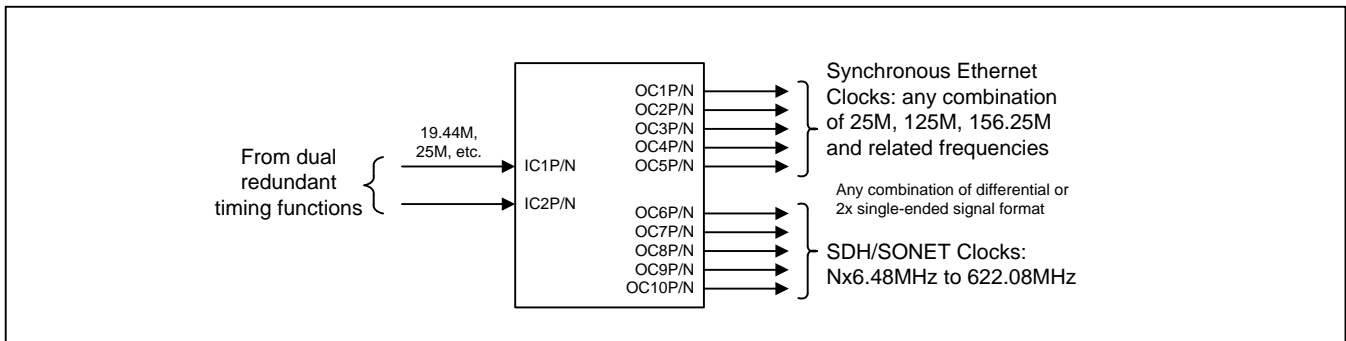 From dual
redundant
timing functions
19.44M,
25M, etc.
IC1P/N
IC2P/N
OC1P/N
OC2P/N
OC3P/N
OC4P/N
OC5P/N
OC6P/N
OC7P/N
OC8P/N
OC9P/N
OC10P/N
Synchronous Ethernet
Clocks: any combination
of 25M, 125M, 156.25M
and related frequencies
Any combination of differential or
2x single-ended signal format
SDH/SONET Clocks:
Nx6.48MHz to 622.08MHz